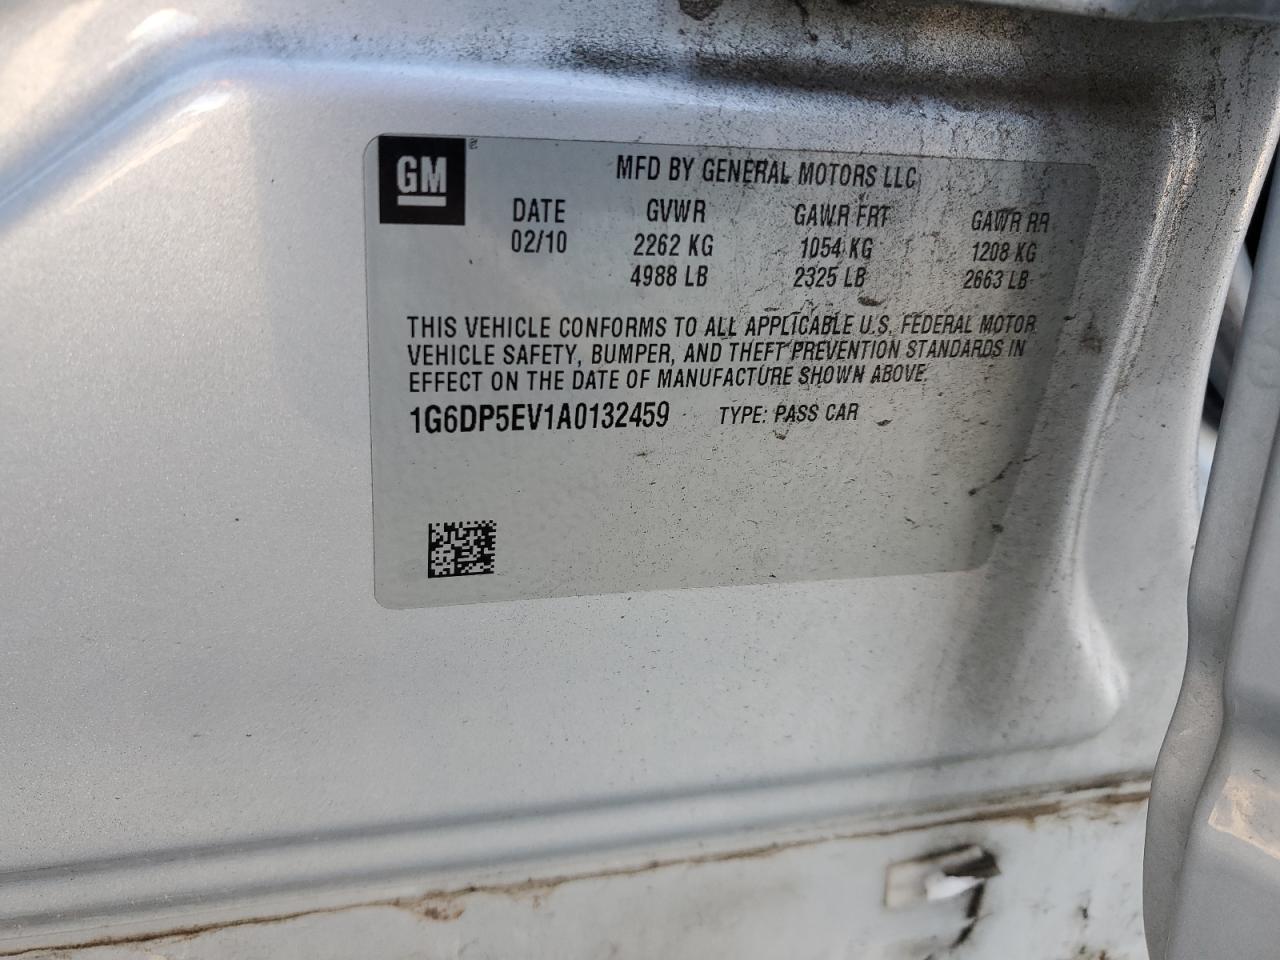 GM
MFD BY GENERAL MOTORS LLC
DATE GVWR GAWR FRT GAWR RR
02/10 2262 KG 1054 KG 1208 KG
4988 LB 2325 LB 2663 LB
THIS VEHICLE CONFORMS TO ALL APPLICABLE U.S. FEDERAL MOTOR
VEHICLE SAFETY, BUMPER, AND THEFT PREVENTION STANDARDS IN
EFFECT ON THE DATE OF MANUFACTURE SHOWN ABOVE.
1G6DP5EV1A0132459 TYPE: PASS CAR